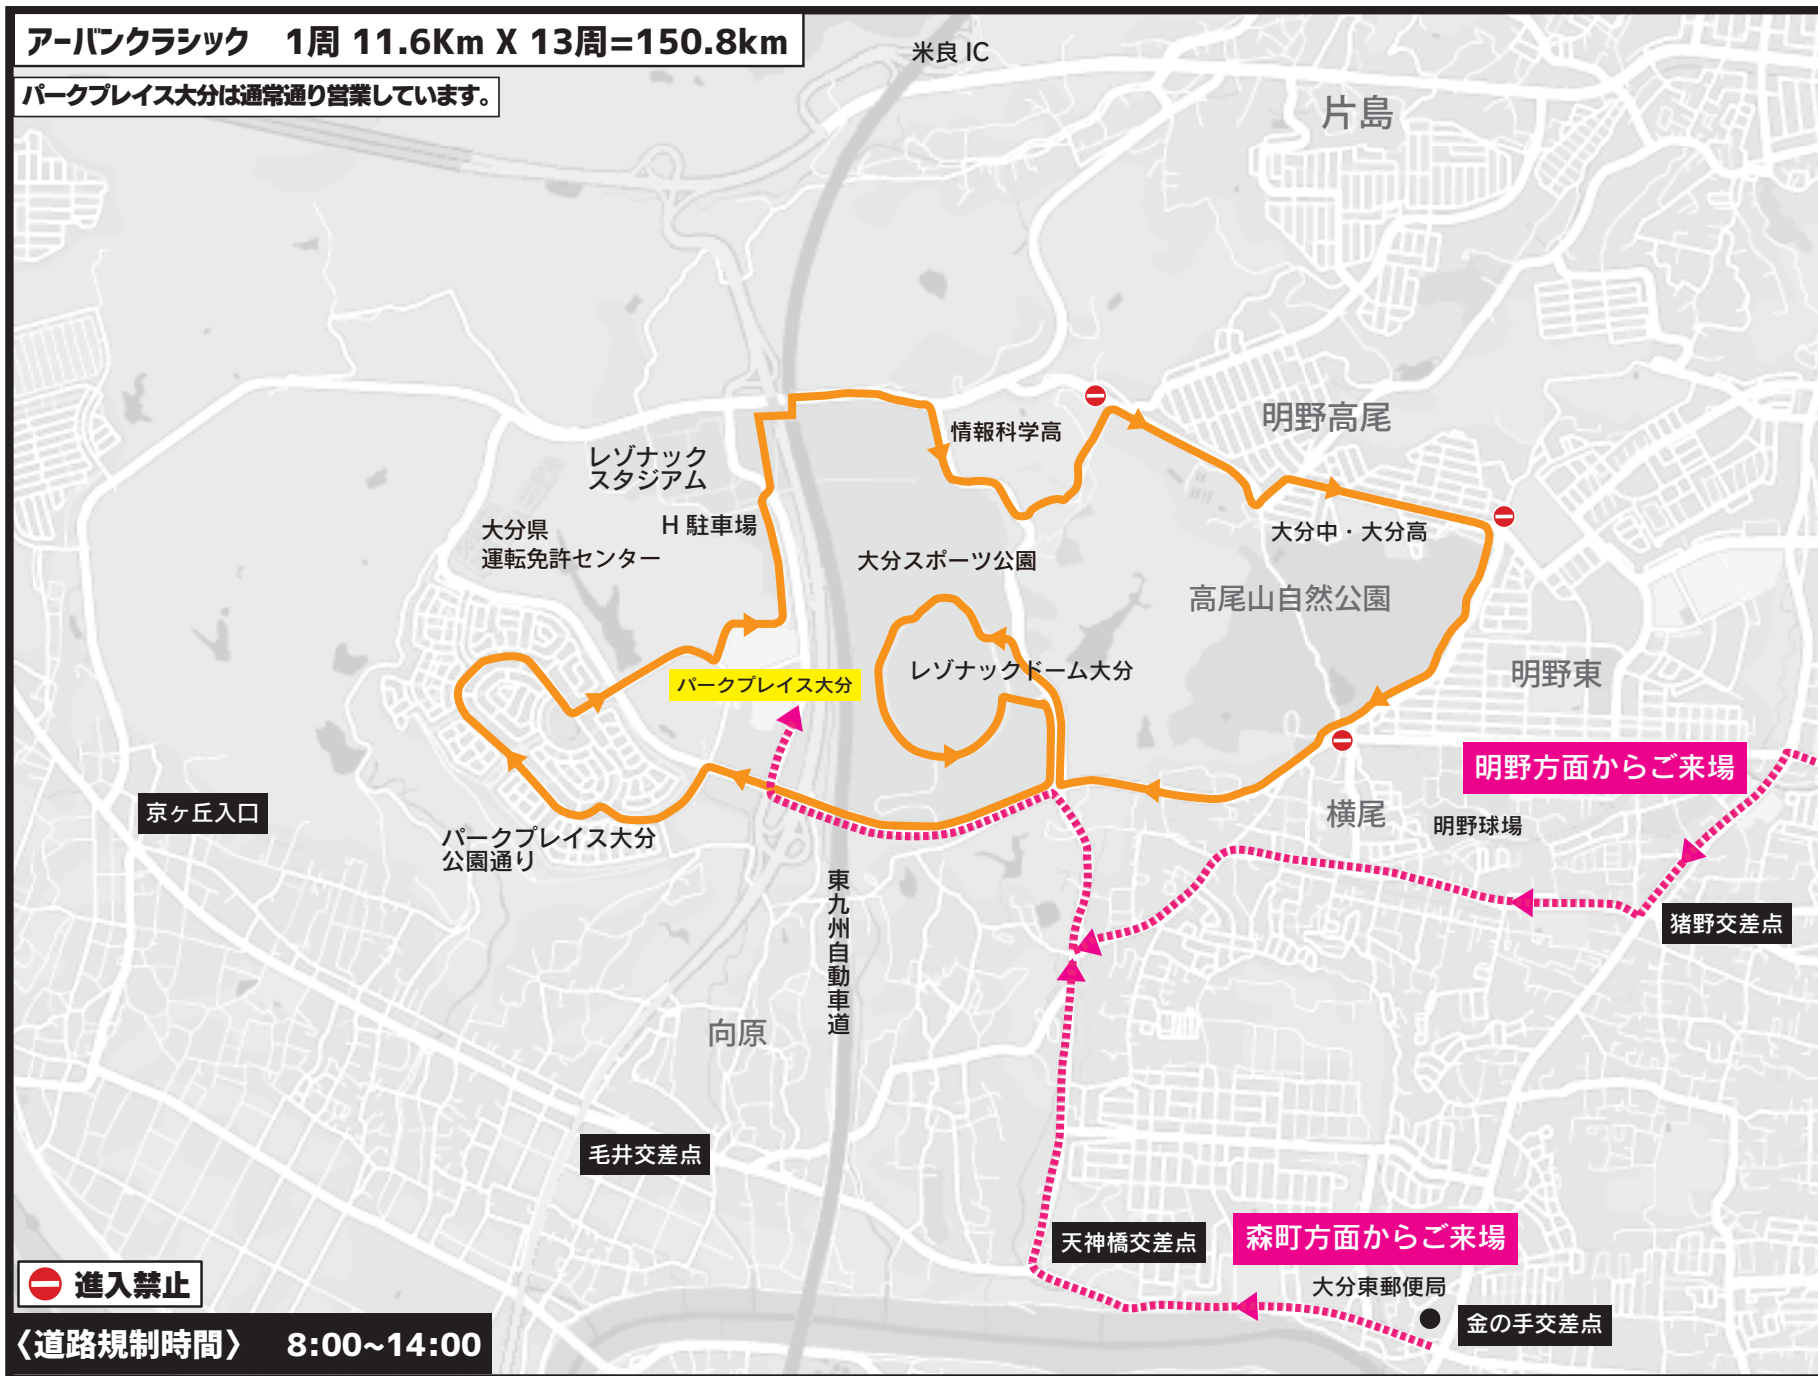 アーバンクラシック 1周 11.6Km X 13周=150.8km
パークプレイス大分は通常通り営業しています。
米良 IC
片島
明野高尾
情報科学高
レゾナック
スタジアム
H 駐車場
大分県
運転免許センター
大分スポーツ公園
大分中・大分高
高尾山自然公園
レゾナックドーム大分
明野東
パークプレイス大分
明野方面からご来場
京ヶ丘入口
横尾
明野球場
パークプレイス大分
公園通り
東九州自動車道
猪野交差点
向原
毛井交差点
天神橋交差点
森町方面からご来場
大分東郵便局
金の手交差点
進入禁止
〈道路規制時間〉 8:00~14:00